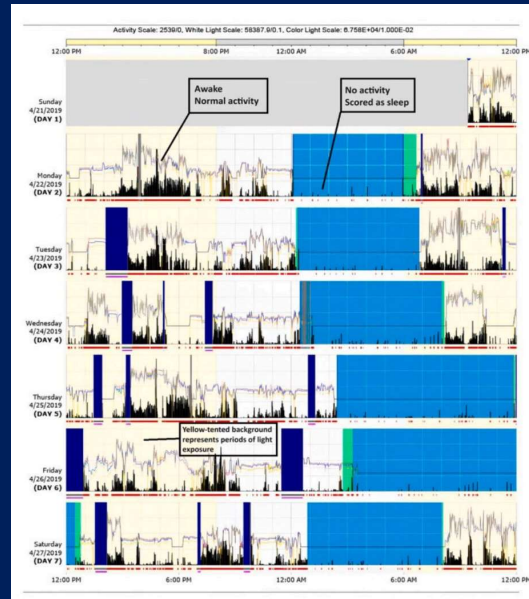 Activity Scale: 2539/0, White Light Scale: 58387.9/0.1, Color Light Scale: 6.758E+04/1.000E-02
12:00 PM 8:00 PM 12:00 AM 6:00 AM 12:00 PM
Awake
Normal activity
No activity
Scored as sleep
Sunday
4/21/2019
(DAY 1)
Monday
4/22/2019
(DAY 2)
Tuesday
4/23/2019
(DAY 3)
Wednesday
4/24/2019
(DAY 4)
Thursday
4/25/2019
(DAY 5)
Yellow-tented background
represents periods of light
exposure
Friday
4/26/2019
(DAY 6)
Saturday
4/27/2019
(DAY 7)
12:00 PM 6:00 PM 12:00 AM 6:00 AM 12:00 PM